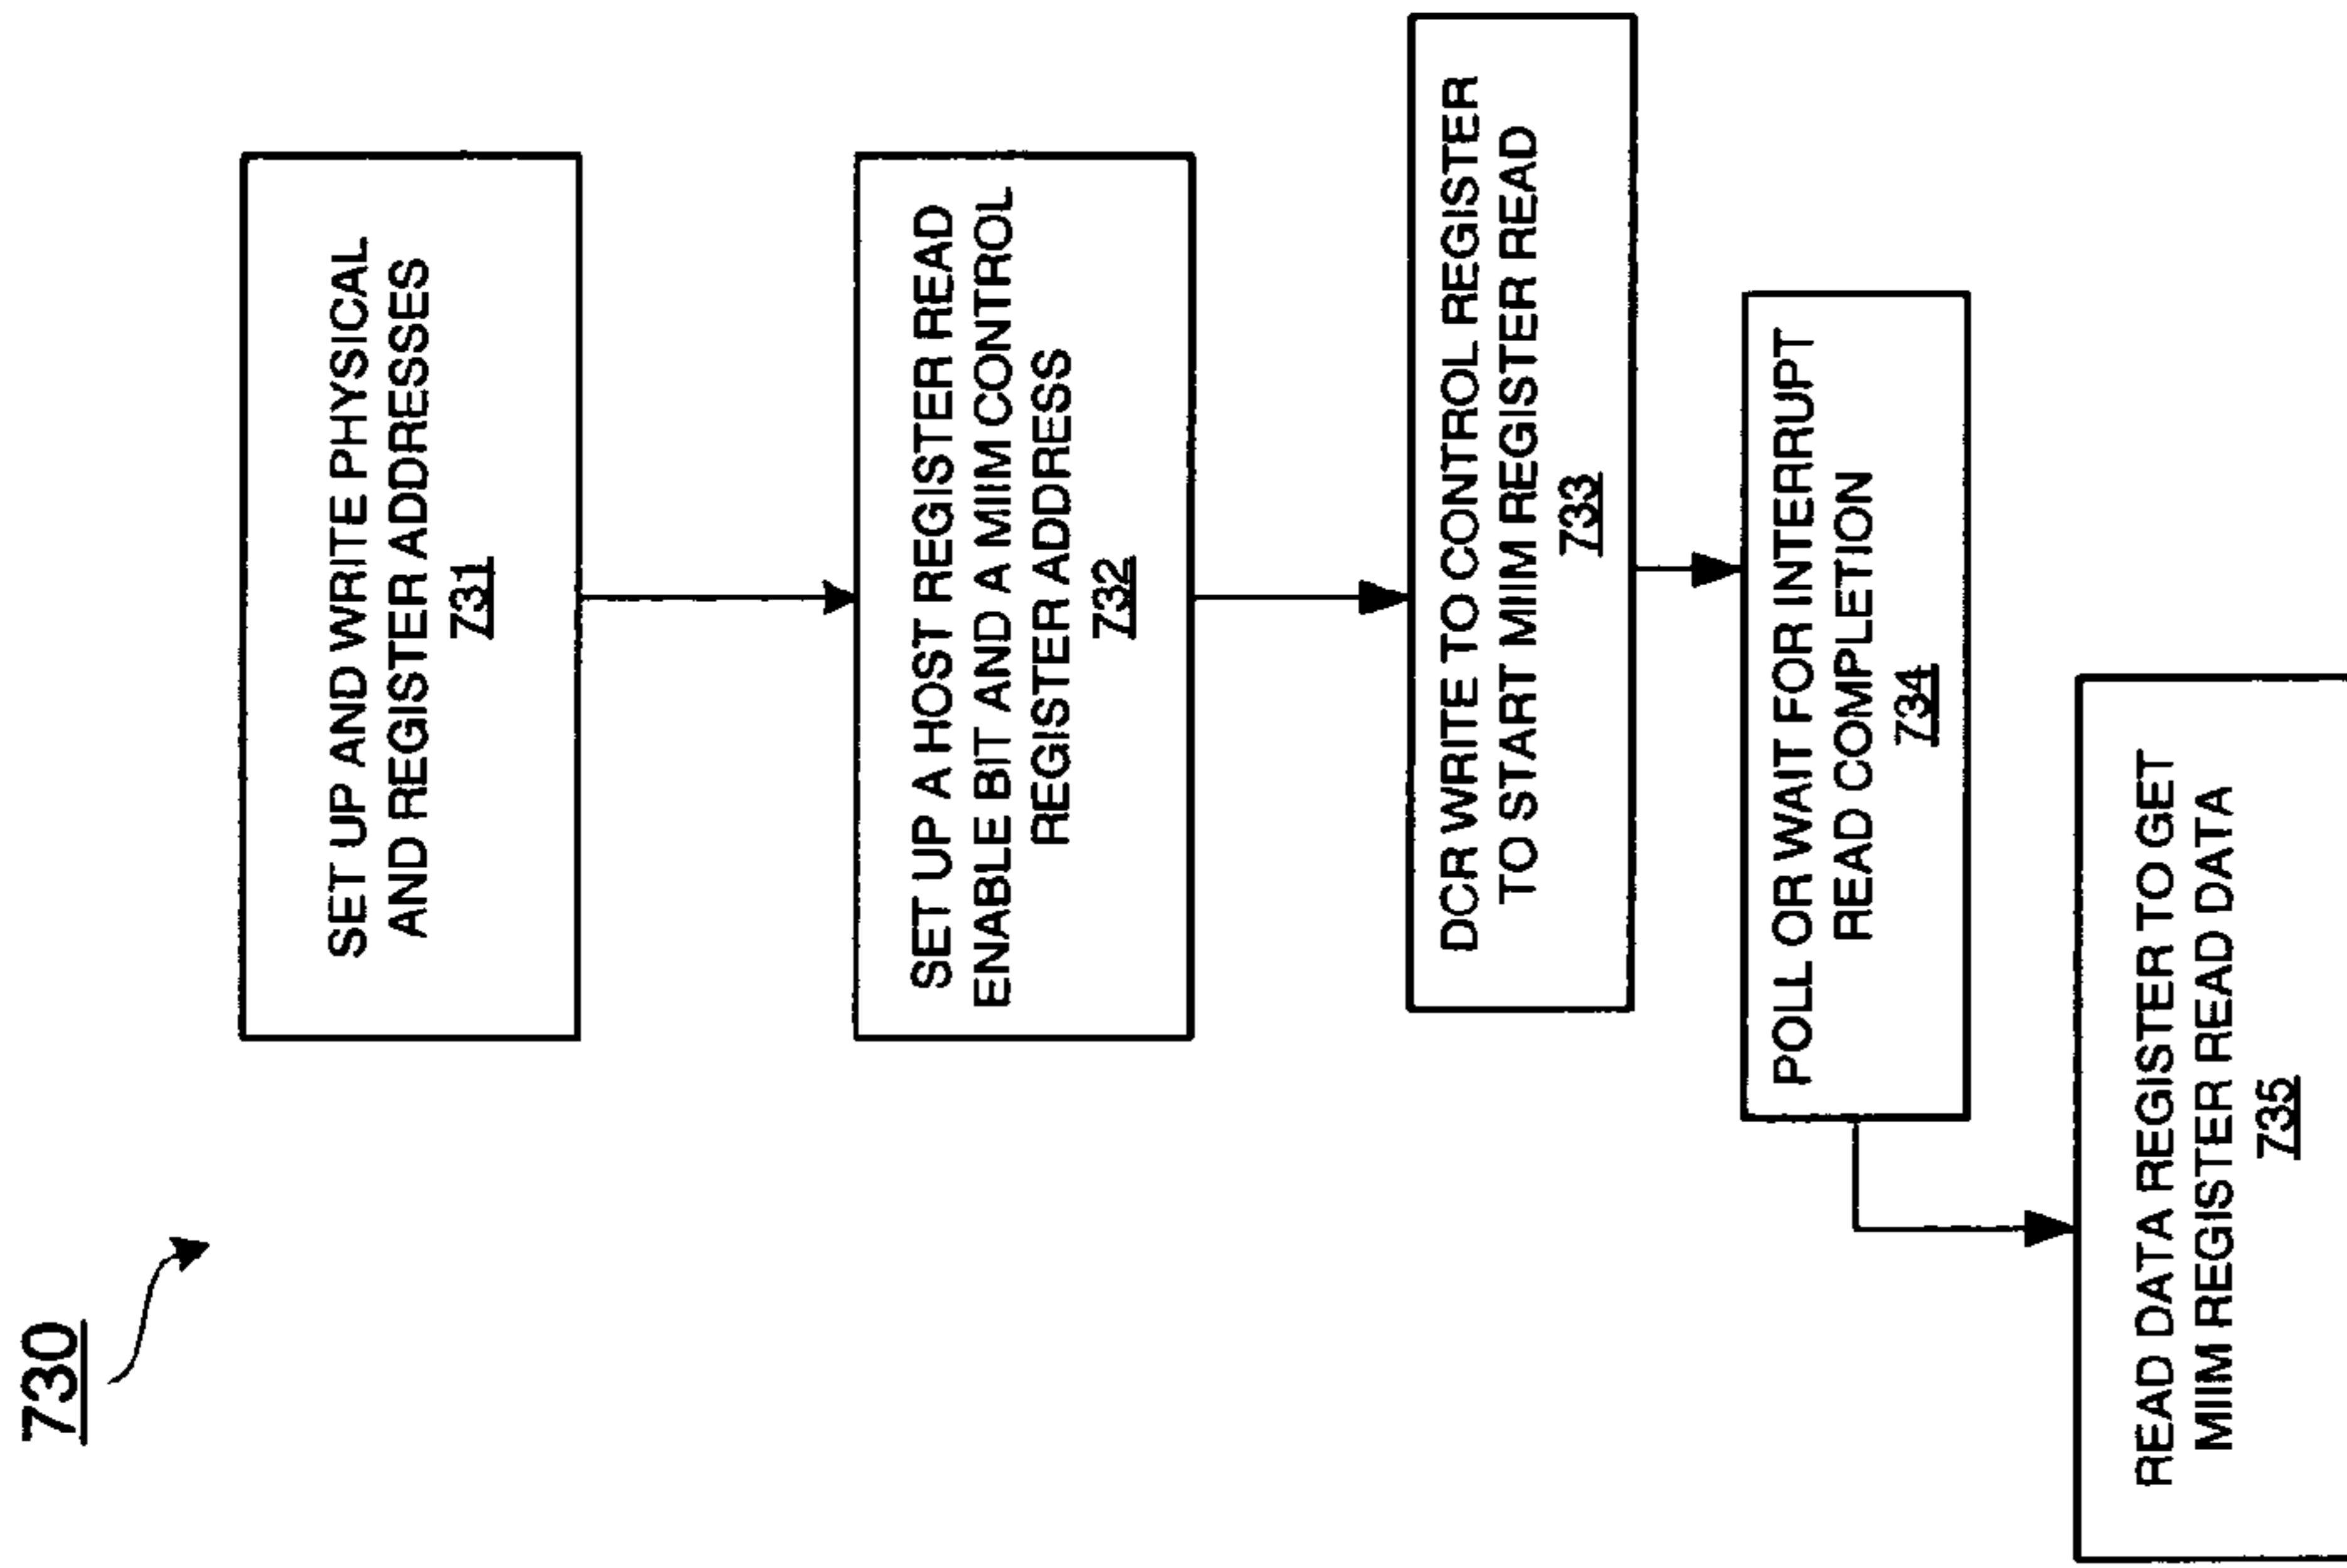 730
SET UP AND WRITE PHYSICAL
AND REGISTER ADDRESSES
731
SET UP A HOST REGISTER READ
ENABLE BIT AND A MIIM CONTROL
REGISTER ADDRESS
732
DCR WRITE TO CONTROL REGISTER
TO START MIIM REGISTER READ
733
POLL OR WAIT FOR INTERRUPT
READ COMPLETION
734
READ DATA REGISTER TO GET
MIIM REGISTER READ DATA
735